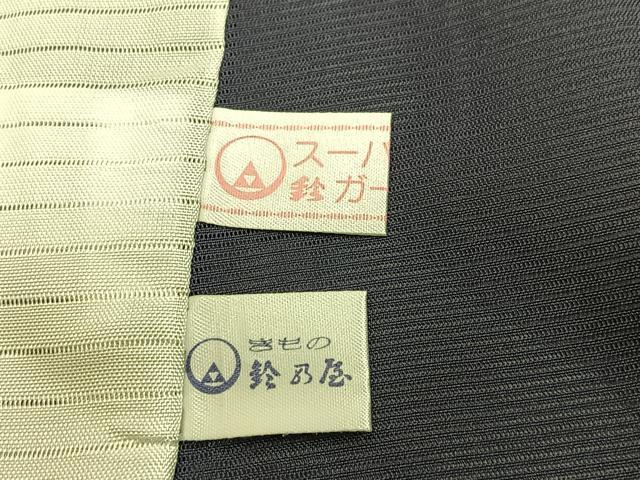 スーパ
鈴ガー
きもの
鈴乃屋